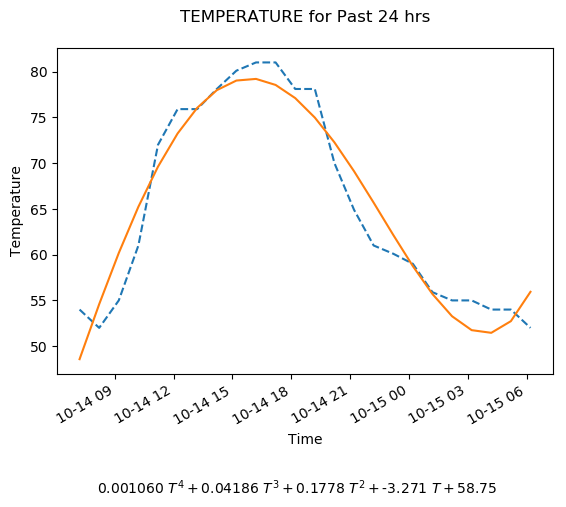 TEMPERATURE for Past 24 hrs
80
75
70
65
60
55
50
Temperature
10-14 09 10-14 12 10-14 15 10-14 18 10-14 21 10-15 00 10-15 03 10-15 06
Time
0.001060 T⁴ + 0.04186 T³ + 0.1778 T² + -3.271 T + 58.75